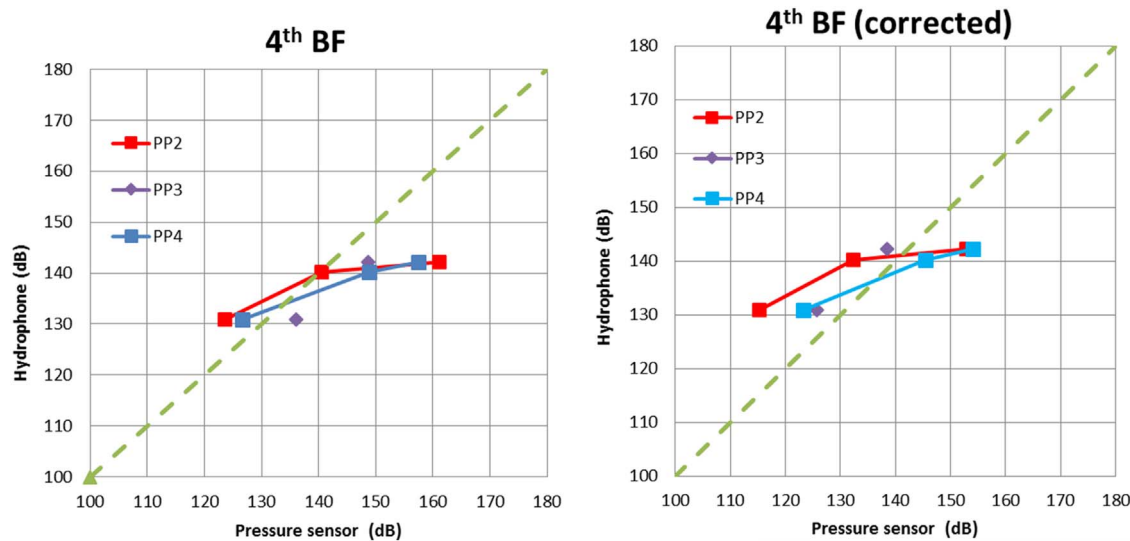 4th BF
180
170
160
150
140
130
120
110
100
Hydrophone (dB)
PP2
PP3
PP4
100 120 130 140 150 160 170 180
Pressure sensor (dB)
4th BF (corrected)
180
170
160
150
140
130
120
110
100
Hydrophone (dB)
PP2
PP3
PP4
100 110 120 130 140 150 160 170 180
Pressure sensor (dB)